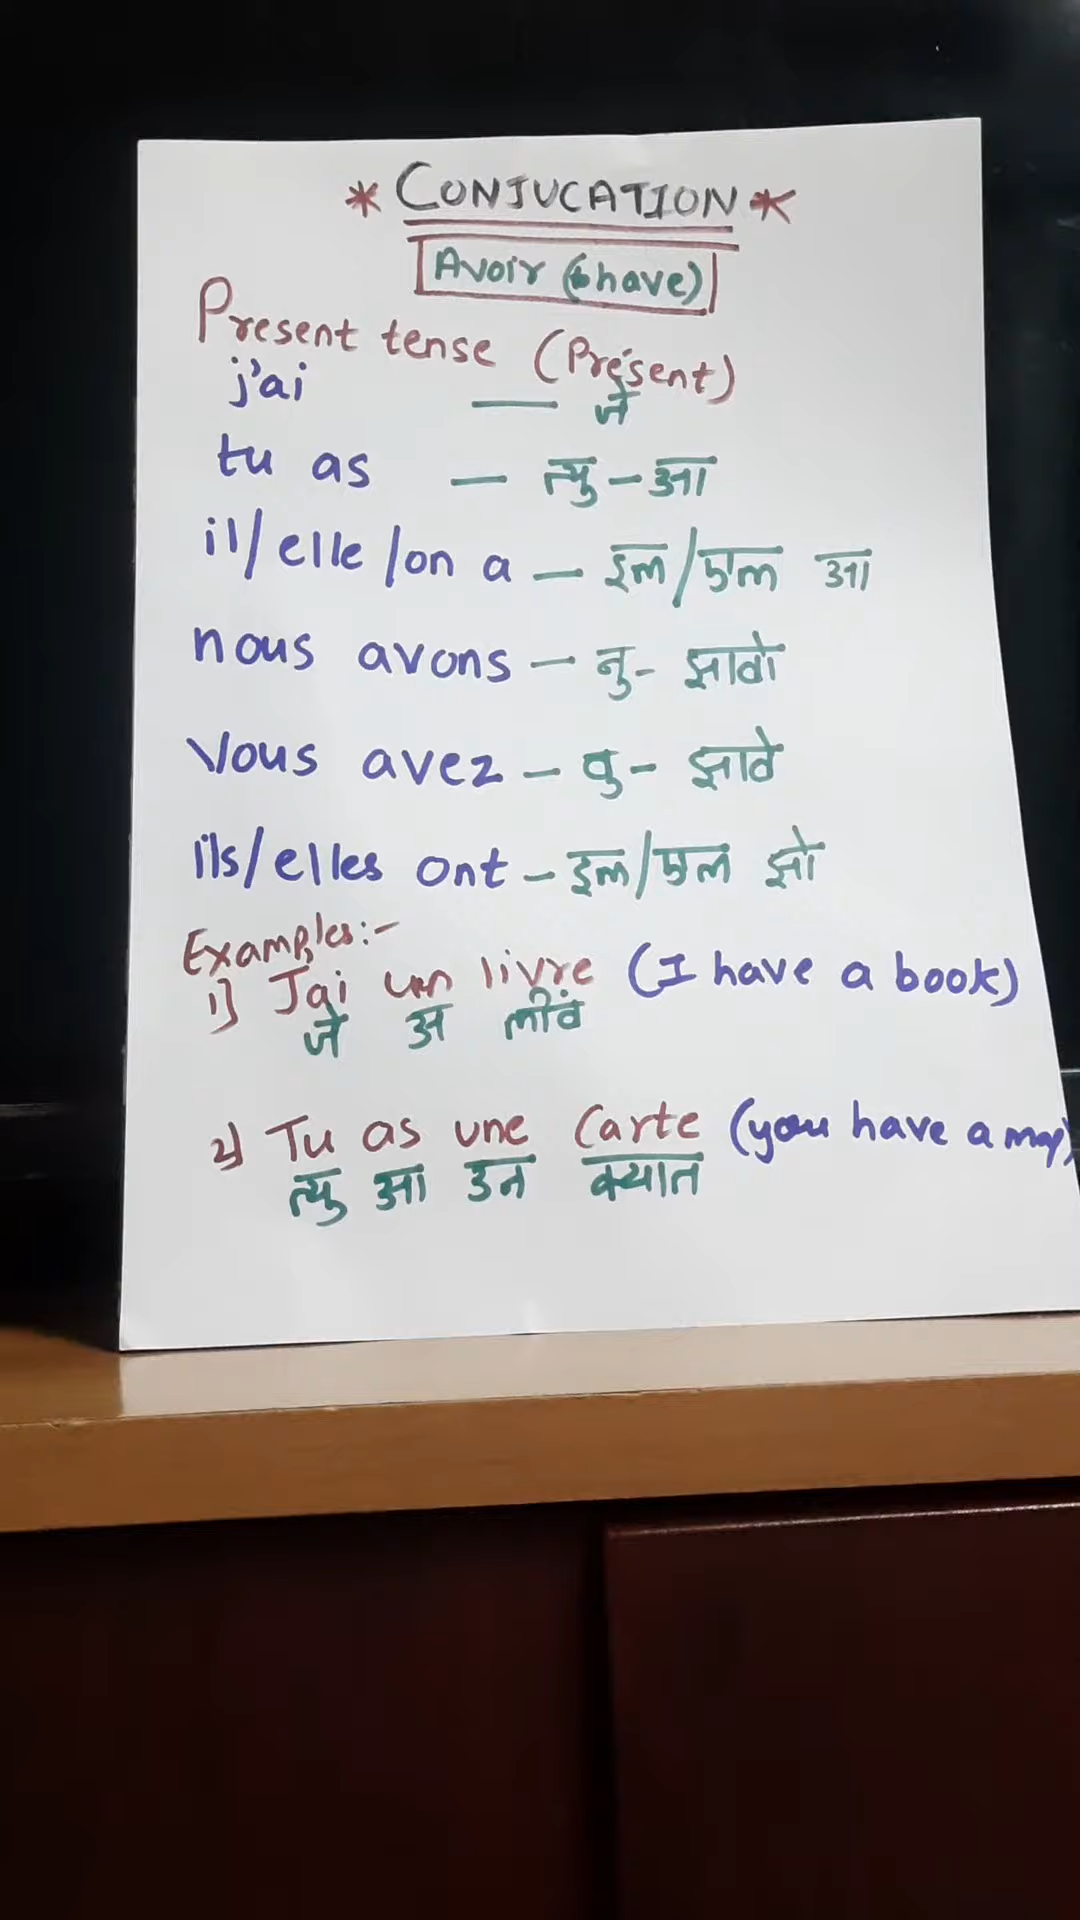 * CONJUCATION *
Avoir (to have)
Present tense (Présent)
j'ai — जे
tu as — त्यु - आ
il/elle/on a — इल/एल आ
nous avons — नु - झावो
Vous avez — वु - झावे
ils/elles ont — इल/एल झो
Examples:-
1] J'ai un livre (I have a book)
जे अ लीवं
2] Tu as une Carte (you have a map)
त्यु आ उन क्यात